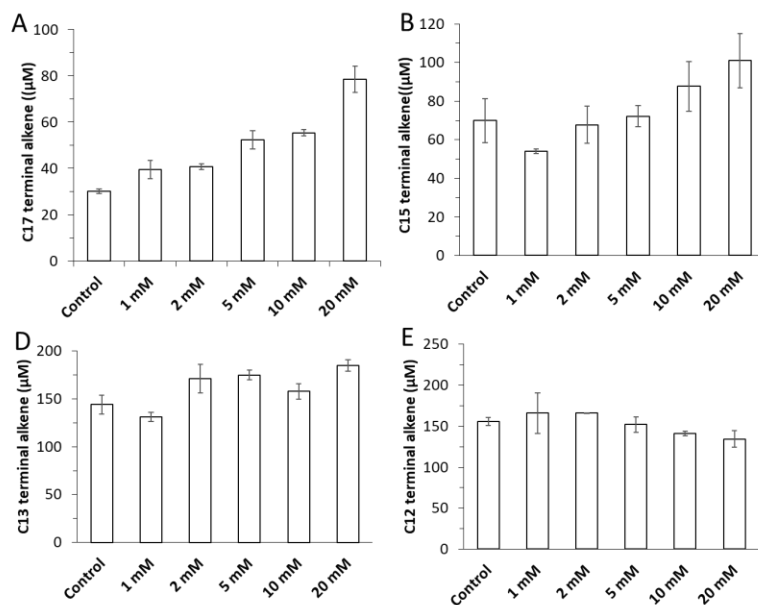 A
C17 terminal alkene ((μM)
100
80
60
40
20
0
Control
1 mM
2 mM
5 mM
10 mM
20 mM
B
C15 terminal alkene((μM)
120
100
80
60
40
20
0
Control
1 mM
2 mM
5 mM
10 mM
20 mM
D
C13 terminal alkene (μM)
200
150
100
50
0
Control
1 mM
2 mM
5 mM
10 mM
20 mM
E
C12 terminal alkene (μM)
250
200
150
100
50
0
Control
1 mM
2 mM
5 mM
10 mM
20 mM